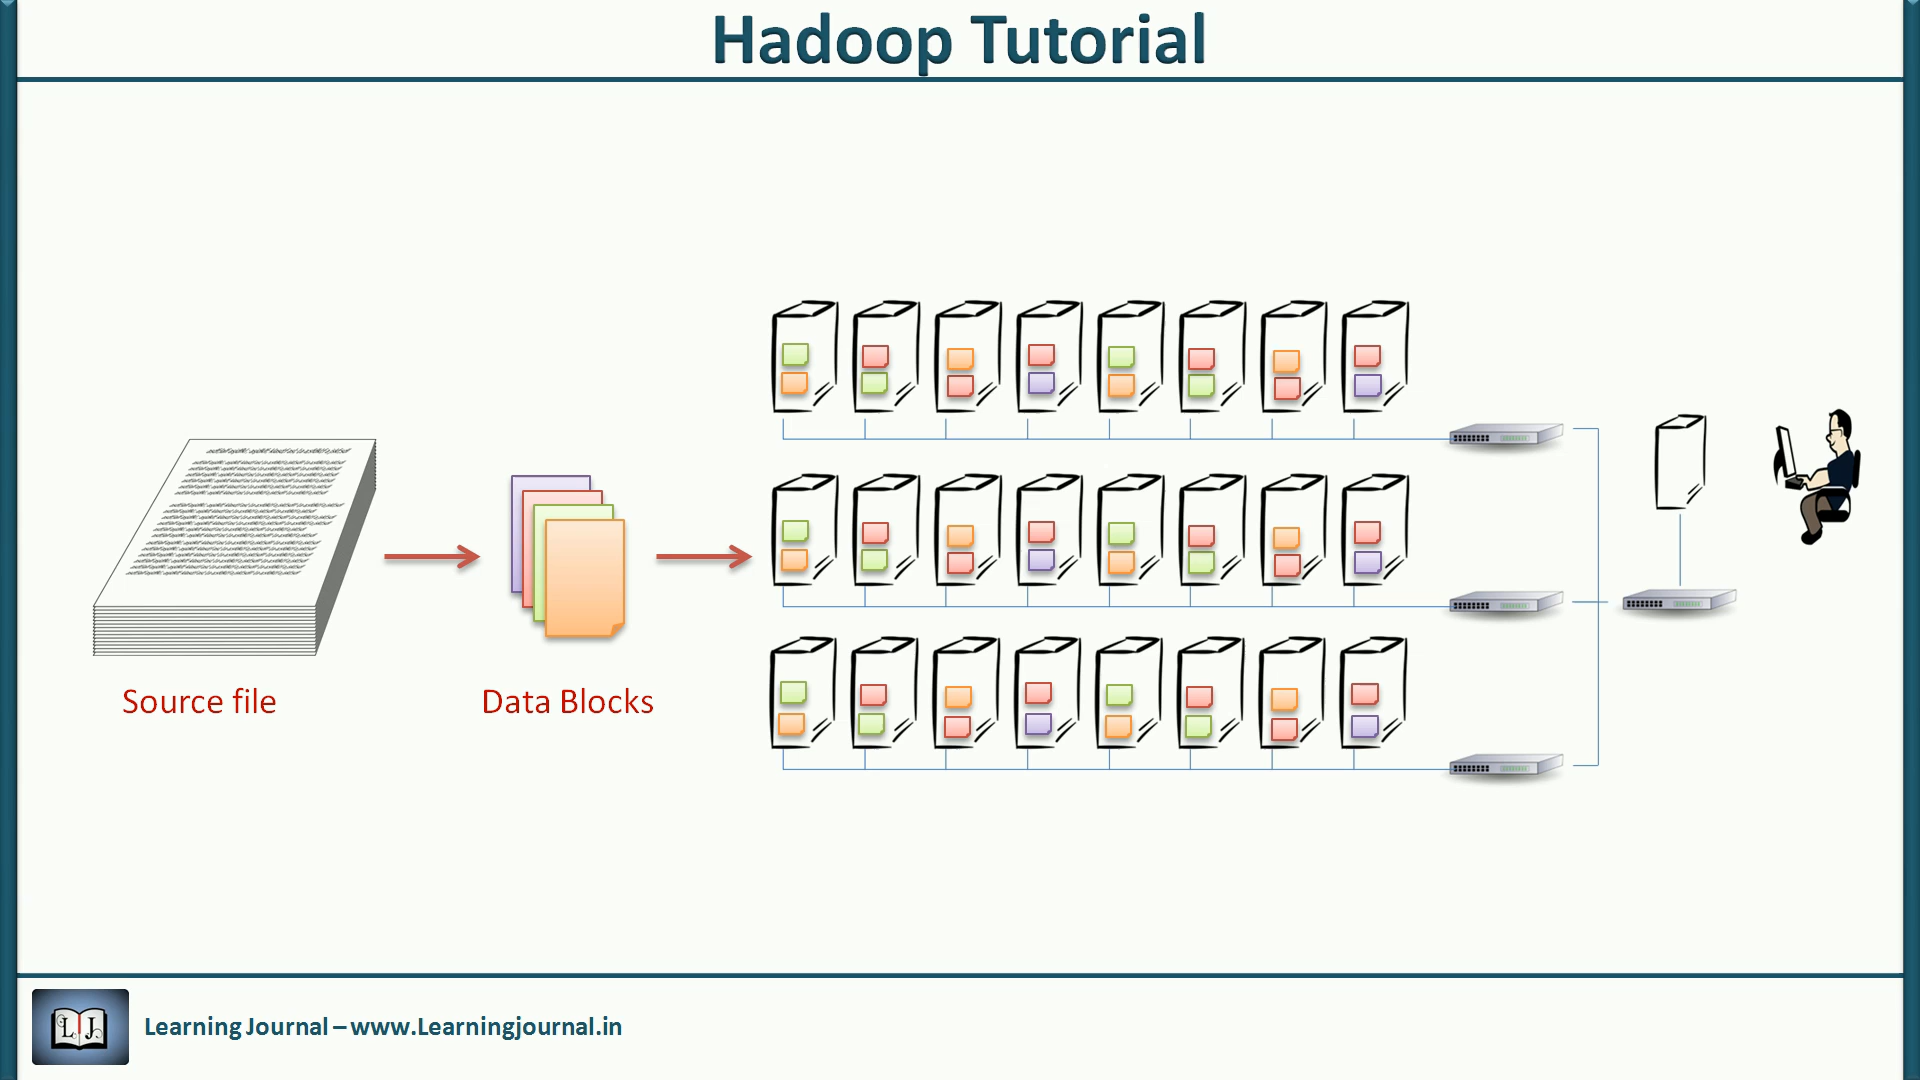 Hadoop Tutorial
Source file
Data Blocks
L J
Learning Journal – www.Learningjournal.in